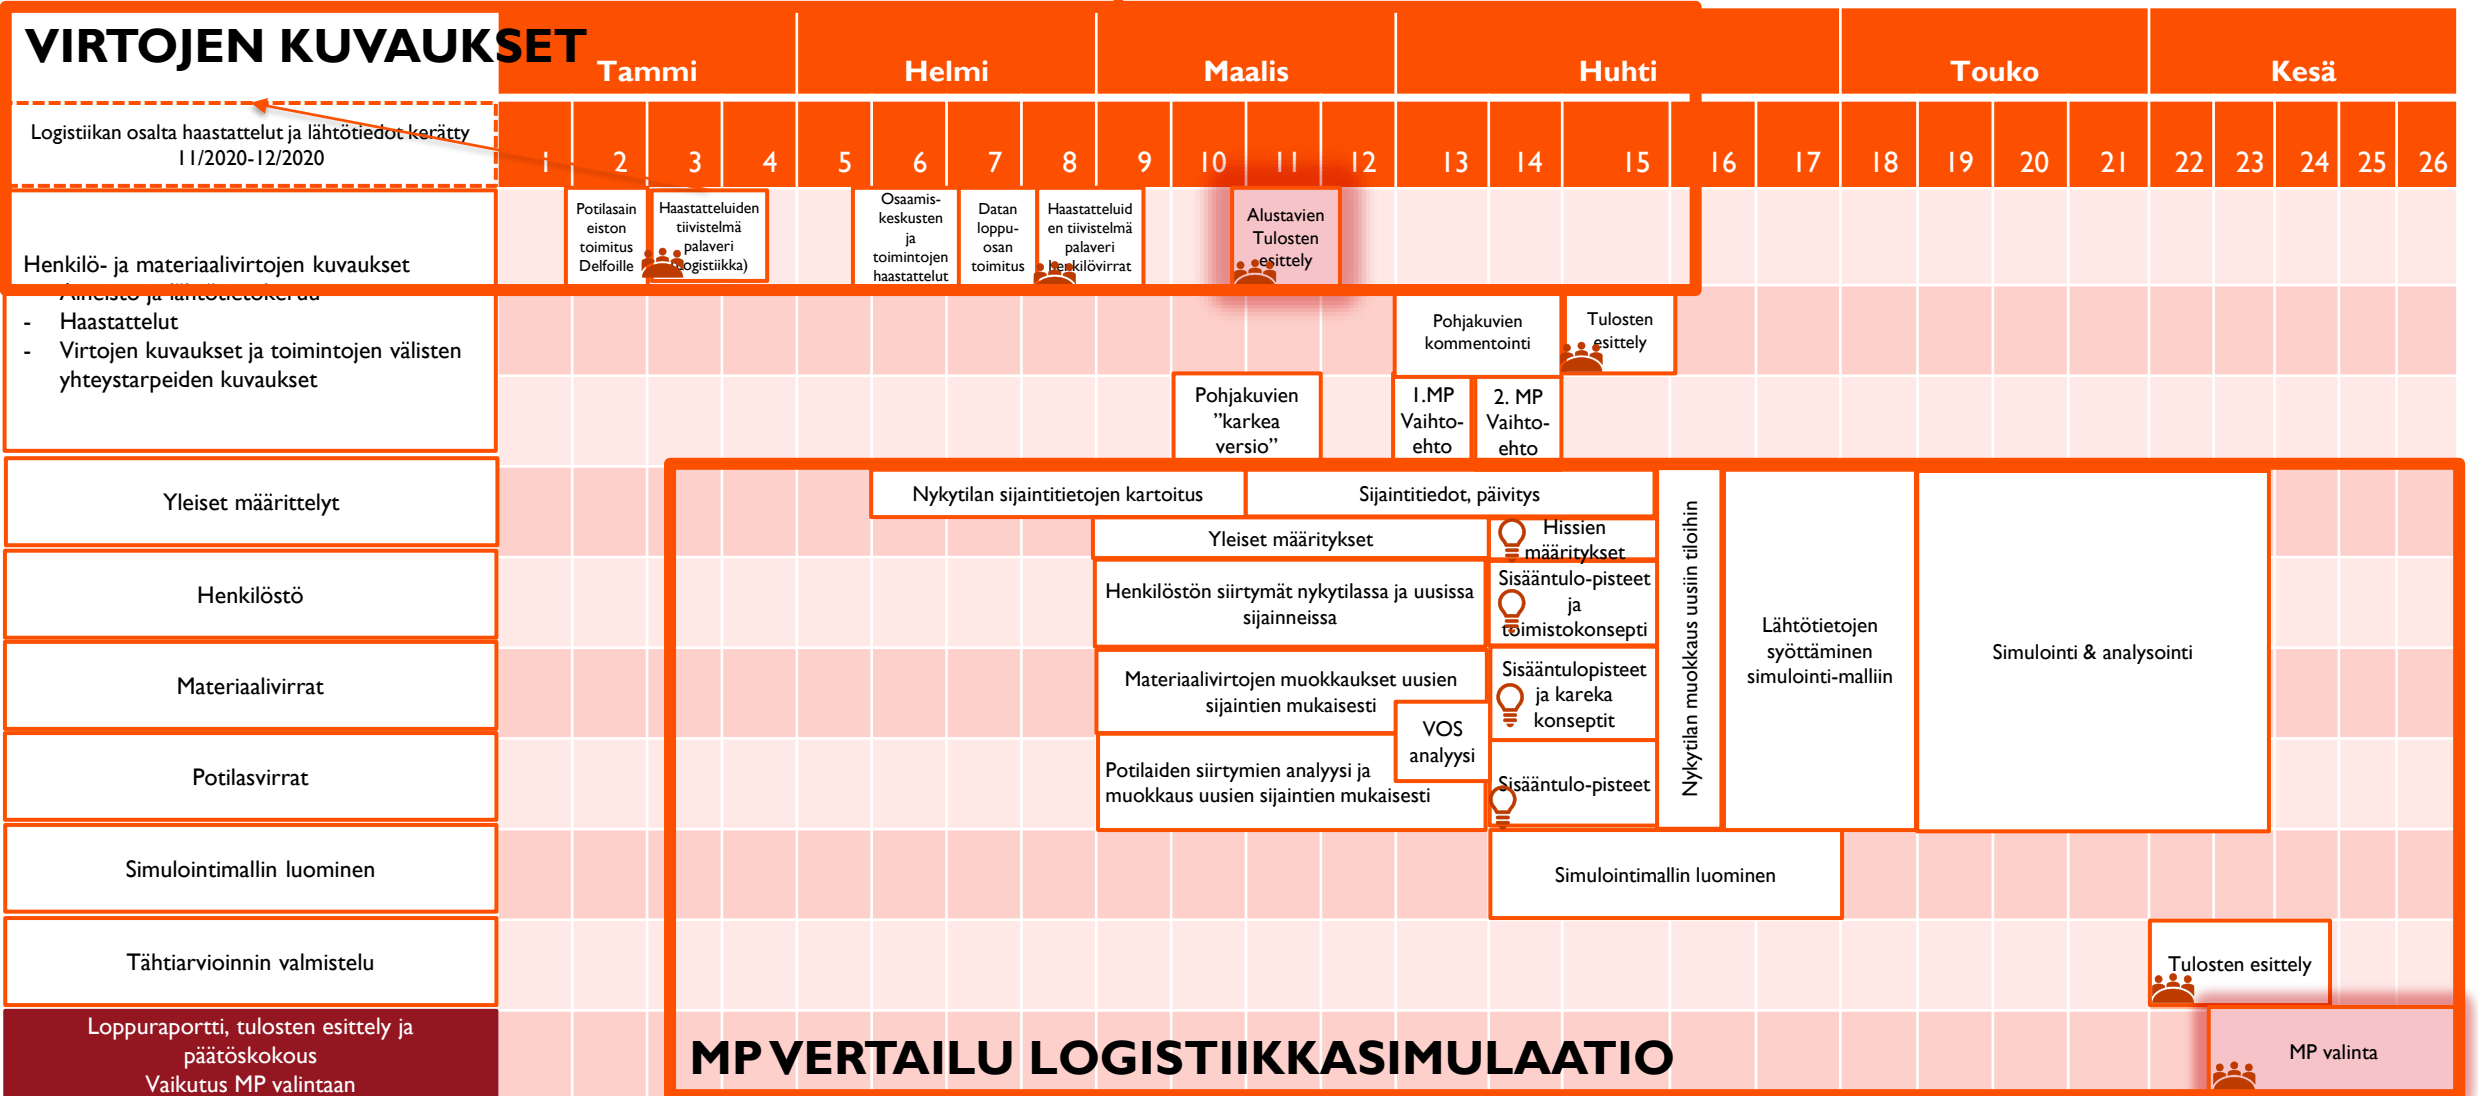 VIRTOJEN KUVAUKSET
Tammi
Helmi
Maalis
Huhti
Touko
Kesä
Logistiikan osalta haastattelut ja lähtötiedot kerätty
11/2020-12/2020
1 2 3 4 5 6 7 8 9 10 11 12 13 14 15 16 17 18 19 20 21 22 23 24 25 26
Henkilö- ja materiaalivirtojen kuvaukset
- Aineisto ja lähtötietokeruu
- Haastattelut
- Virtojen kuvaukset ja toimintojen välisten
yhteystarpeiden kuvaukset
Potilasain
eiston
toimitus
Delfoille
Haastatteluiden
tiivistelmä
palaveri
(Logistiikka)
Osaamis-
keskusten
ja
toimintojen
haastattelut
Datan
loppu-
osan
toimitus
Haastatteluid
en tiivistelmä
palaveri
henkilövirrat
Alustavien
Tulosten
esittely
Pohjakuvien
kommentointi
Tulosten
esittely
Pohjakuvien
”karkea
versio”
1.MP
Vaihto-
ehto
2. MP
Vaihto-
ehto
Yleiset määrittelyt
Nykytilan sijaintitietojen kartoitus
Sijaintitiedot, päivitys
Yleiset määritykset
Hissien
määritykset
Nykytilan muokkaus uusiin tiloihin
Lähtötietojen
syöttäminen
simulointi-malliin
Simulointi & analysointi
Henkilöstö
Henkilöstön siirtymät nykytilassa ja uusissa
sijainneissa
Sisääntulo-pisteet
ja
toimistokonsepti
Materiaalivirrat
Materiaalivirtojen muokkaukset uusien
sijaintien mukaisesti
VOS
analyysi
Sisääntulopisteet
ja kareka
konseptit
Potilasvirrat
Potilaiden siirtymien analyysi ja
muokkaus uusien sijaintien mukaisesti
Sisääntulo-pisteet
Simulointimallin luominen
Simulointimallin luominen
Tähtiarvioinnin valmistelu
Tulosten esittely
Loppuraportti, tulosten esittely ja
päätöskokous
Vaikutus MP valintaan
MP VERTAILU LOGISTIIKKASIMULAATIO
MP valinta